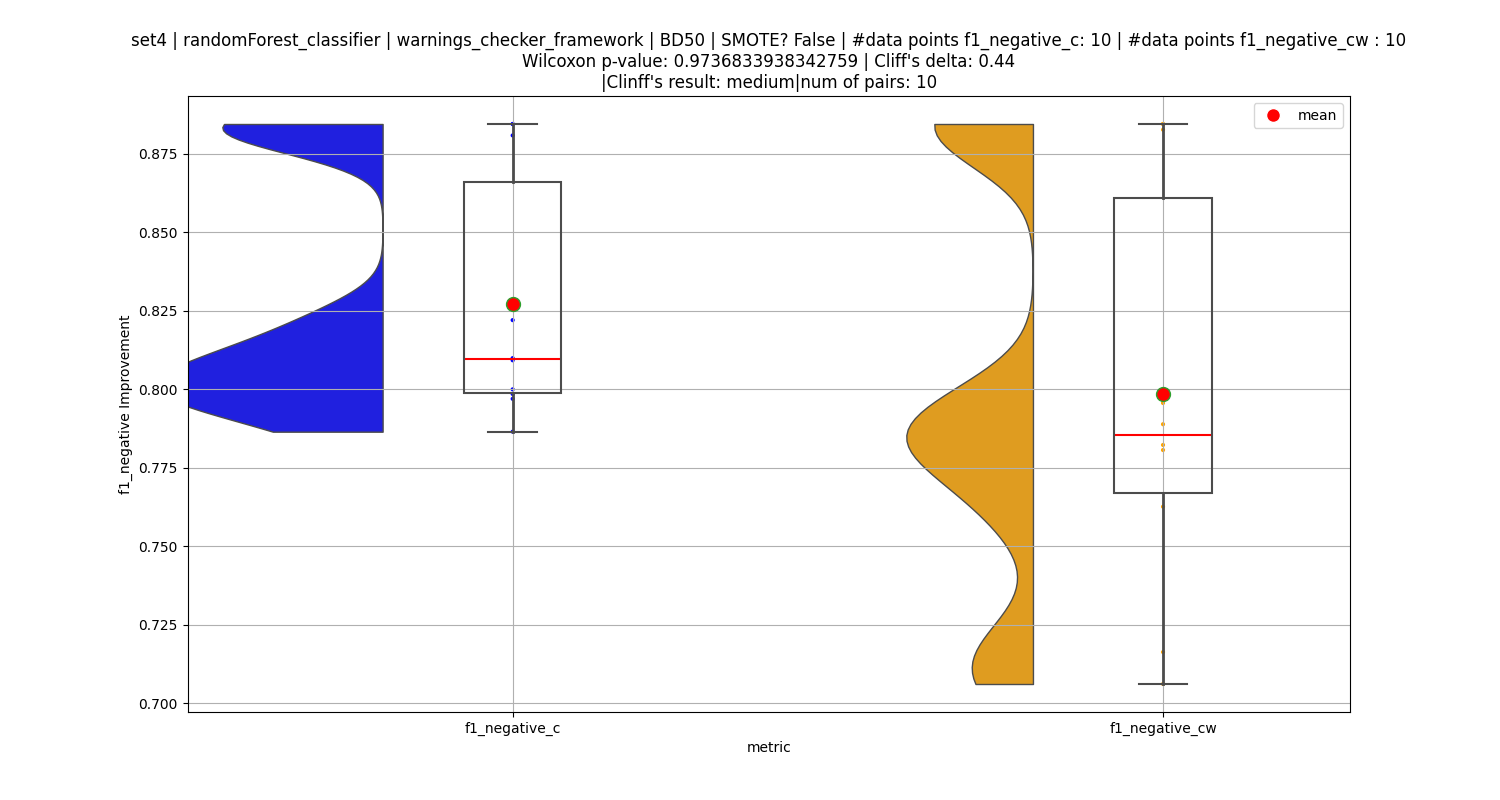 set4 | randomForest_classifier | warnings_checker_framework | BD50 | SMOTE? False | #data points f1_negative_c: 10 | #data points f1_negative_cw : 10
Wilcoxon p-value: 0.9736833938342759 | Cliff's delta: 0.44
|Clinff's result: medium|num of pairs: 10
mean
0.875
0.850
0.825
0.800
0.775
0.750
0.725
0.700
f1_negative Improvement
f1_negative_c
f1_negative_cw
metric